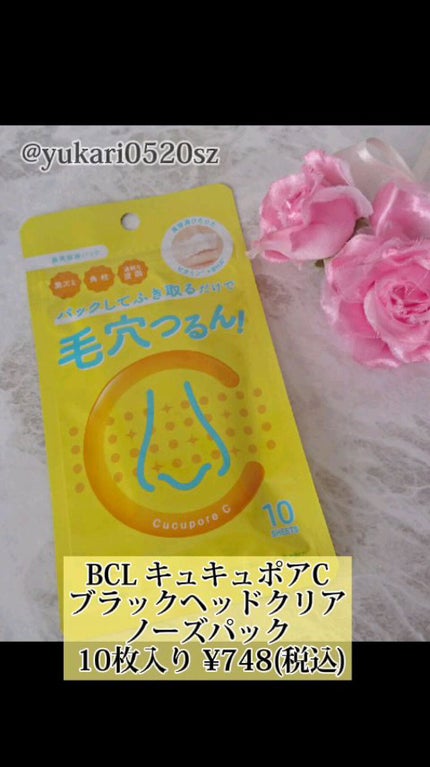 @yukari0520sz
角栓
パックしてふき取るだけで
毛穴つるん!
Cucupore C
10
SHEETS
BCL キュキュポアC
ブラックヘッドクリア
ノーズパック
10枚入り ¥748(税込)